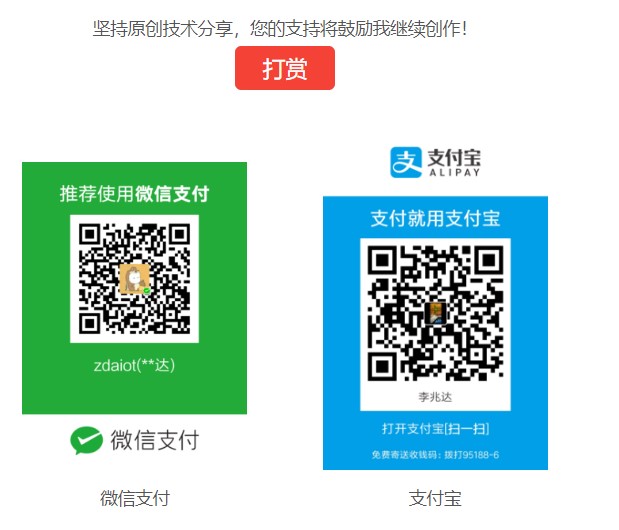 坚持原创技术分享，您的支持将鼓励我继续创作！
打赏
推荐使用微信支付
zdaiot(**达)
微信支付
微信支付
支付宝
ALIPAY
支付就用支付宝
李兆达
打开支付宝[扫一扫]
免费寄送收钱码：拨打95188-6
支付宝